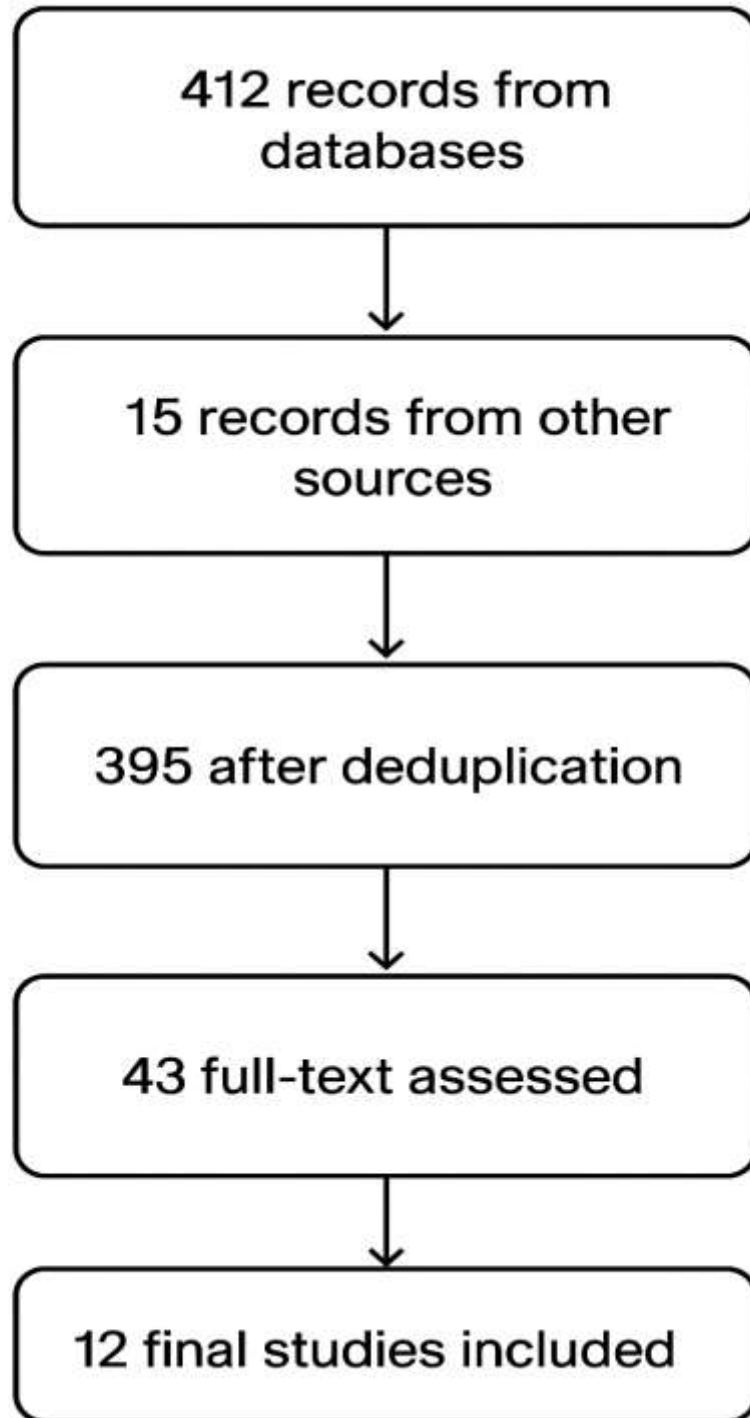 412 records from
databases
15 records from other
sources
395 after deduplication
43 full-text assessed
12 final studies included